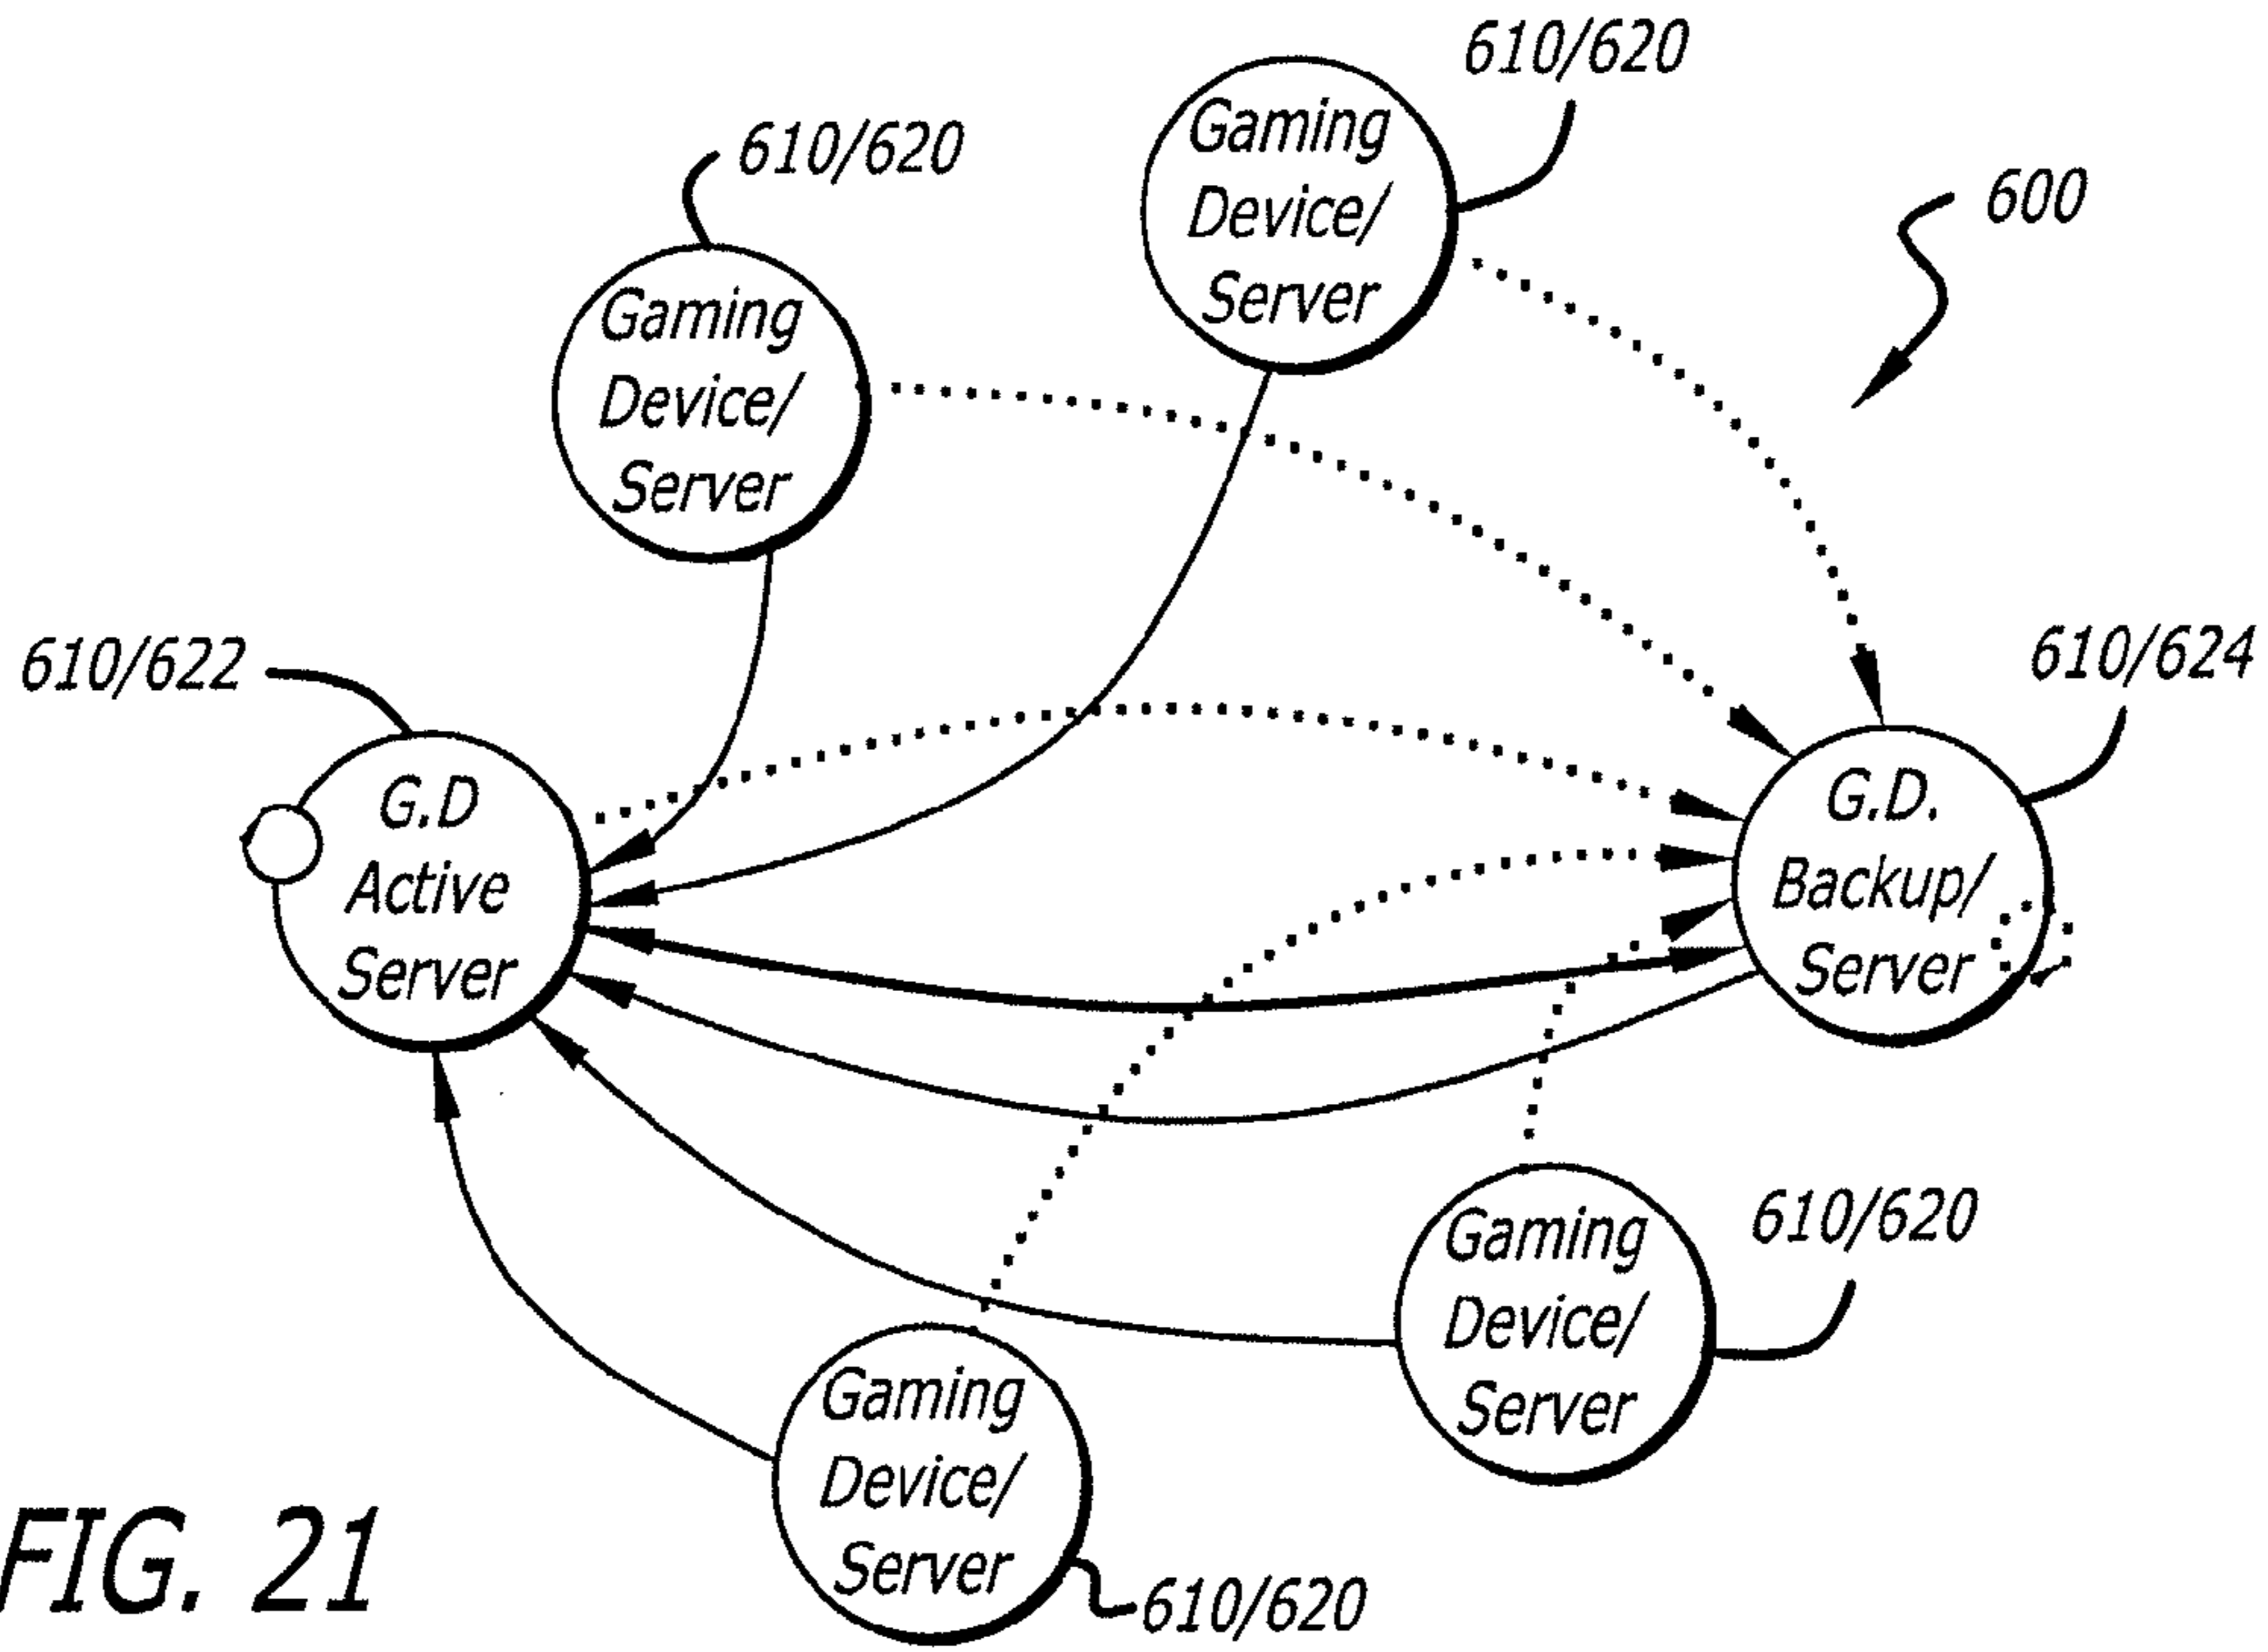 610/620
Gaming
Device/
Server
610/620
Gaming
Device/
Server
600
610/622
G.D
Active
Server
610/624
G.D.
Backup/
Server
Gaming
Device/
Server
610/620
Gaming
Device/
Server
610/620
FIG. 21